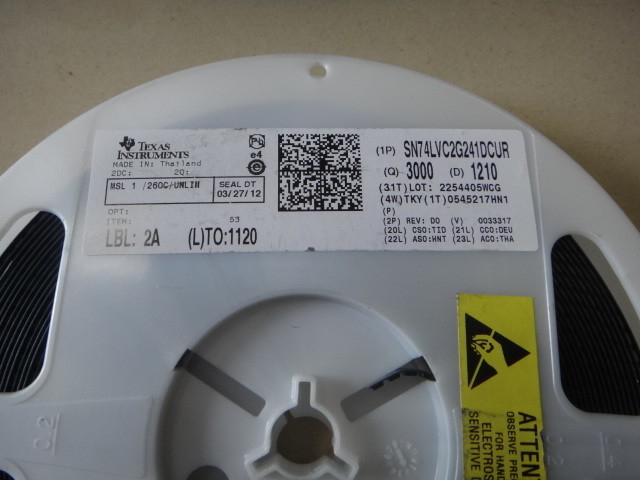 TEXAS
INSTRUMENTS
MADE IN: Thailand
2DC: 2Q:
MSL 1 /260C/UNLIM
SEAL DT
03/27/12
OPT:
ITEM: 53
LBL: 2A (L)TO:1120
Pb
e4
(1P) SN74LVC2G241DCUR
(Q) 3000 (D) 1210
(31T)LOT: 2254405WCG
(4W)TKY(1T)0545217HN1
(P)
(2P) REV: DO (V) 0033317
(20L) CSO:TID (21L) CCO:DEU
(22L) ASO:HNT (23L) ACO:THA
ATTEN
OBSERVE PRE
FOR HAND
ELECTROS
SENSITIVE D